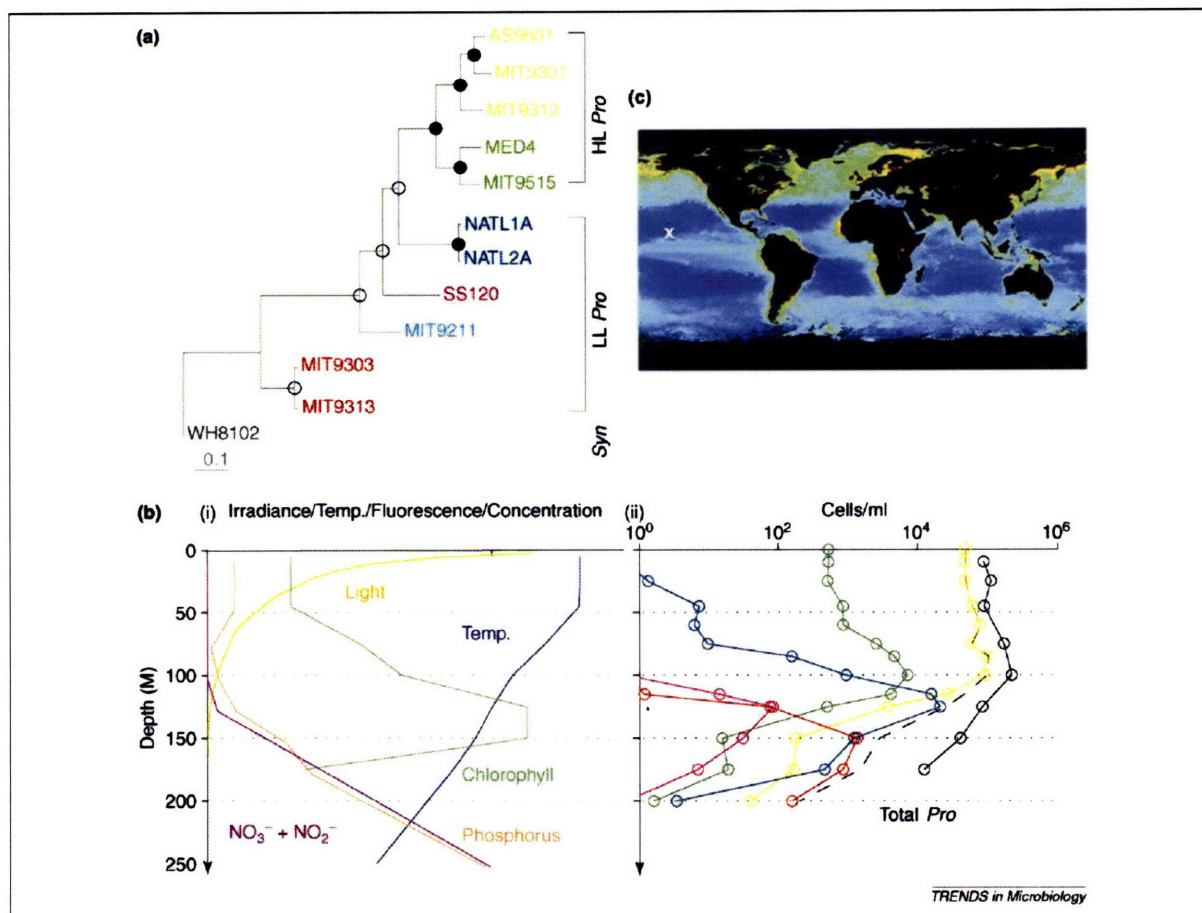 (a)
AS9601
MIT9301
MIT9312
MED4
MIT9515
HL Pro
NATL1A
NATL2A
SS120
MIT9211
MIT9303
MIT9313
LL Pro
WH8102
Syn
0.1
(c)
x
(b) (i) Irradiance/Temp./Fluorescence/Concentration
0
50
100
150
200
250
Depth (M)
Light
Temp.
Chlorophyll
NO₃⁻ + NO₂⁻
Phosphorus
(ii) Cells/ml
10⁰ 10² 10⁴ 10⁶
Total Pro
TRENDS in Microbiology